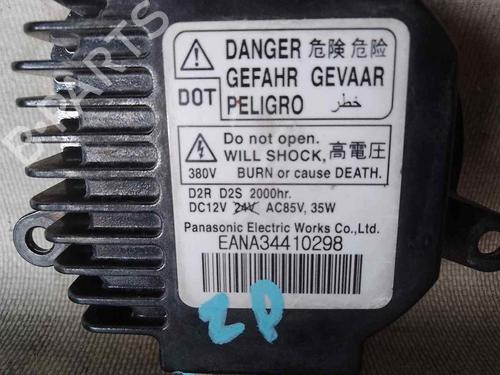 DANGER 危険 危险
GEFAHR GEVAAR
DOT PELIGRO خطر
Do not open.
WILL SHOCK, 高電圧
380V BURN or cause DEATH.
D2R D2S 2000hr.
DC12V 24V AC85V, 35W
Panasonic Electric Works Co.,Ltd.
EANA34410298
2P